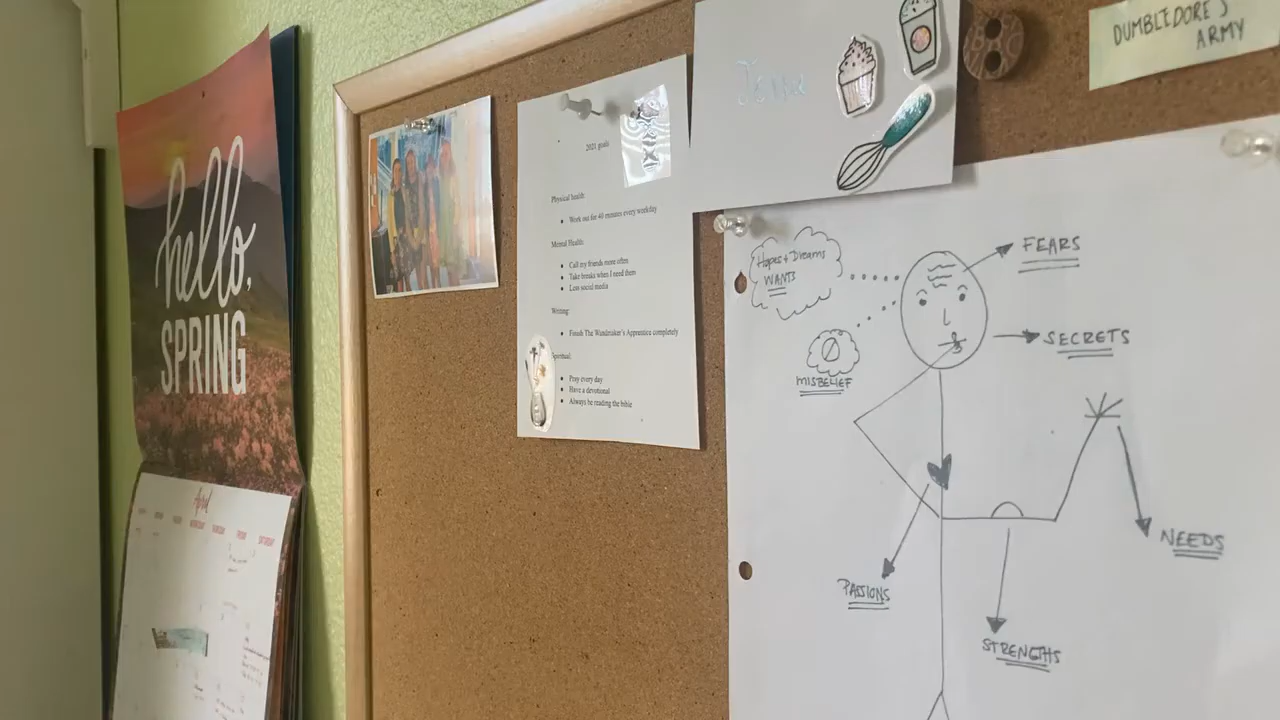 hello,
SPRING
April
2021 goals
Physical health:
Work out for 40 minutes every workday
Mental Health:
Call my friends more often
Take breaks when I need them
Less social media
Writing:
Finish The Wandmaker's Apprentice completely
Spiritual:
Pray every day
Have a devotional
Always be reading the bible
DUMBLEDORE'S
ARMY
Hopes + Dreams
WANTS
MISBELIEF
FEARS
SECRETS
NEEDS
PASSIONS
STRENGTHS